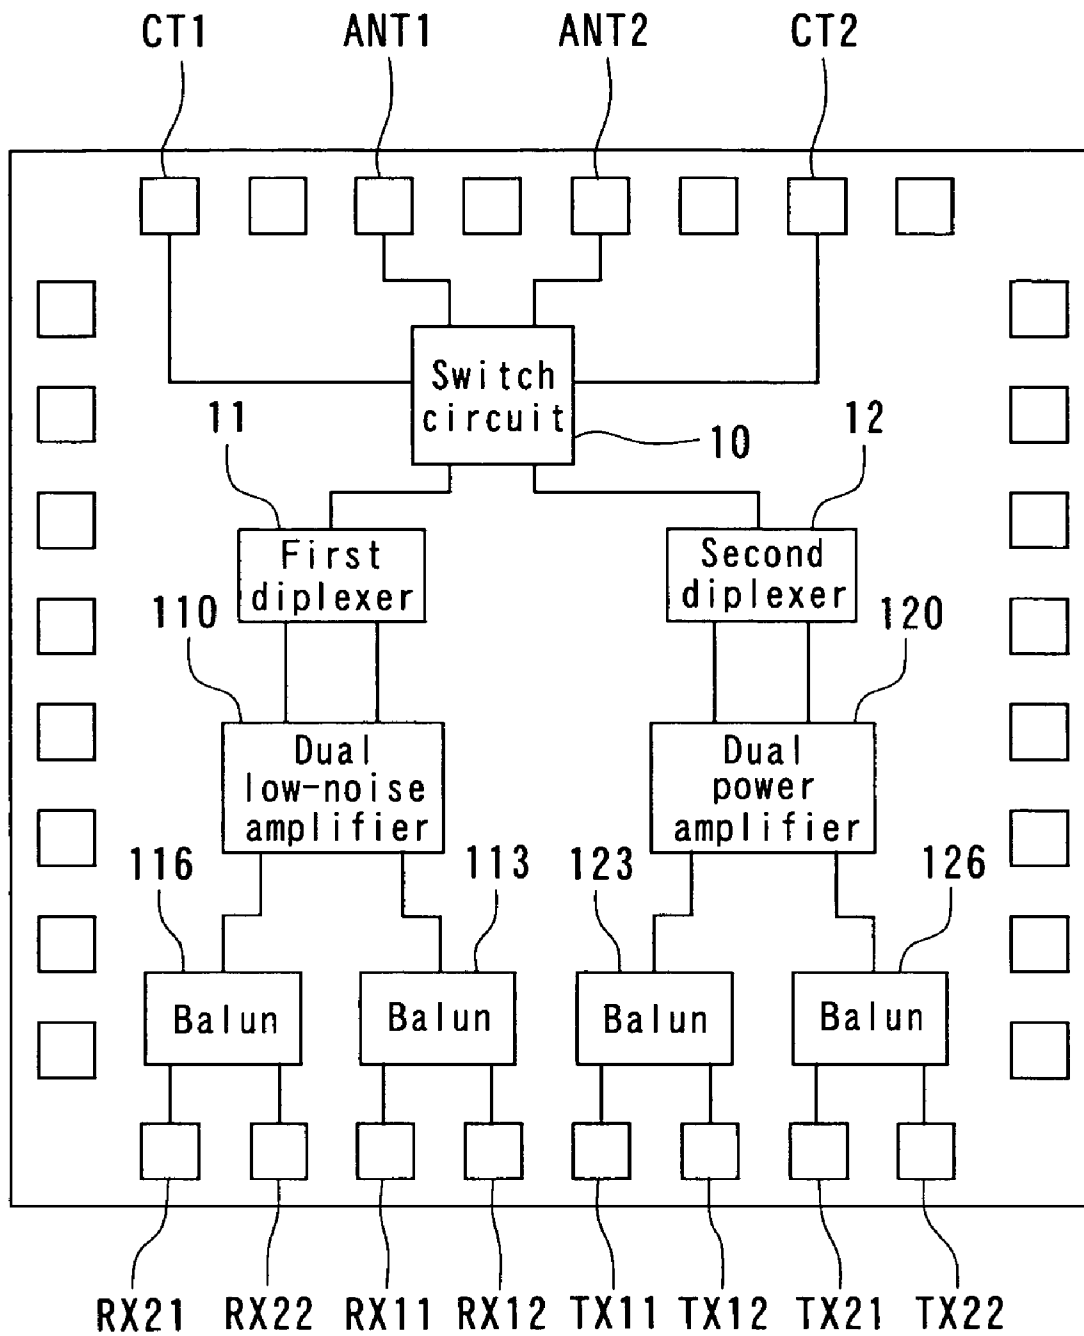 CT1 ANT1 ANT2 CT2
Switch
circuit
11 10 12
First
diplexer
Second
diplexer
110 120
Dual
low-noise
amplifier
Dual
power
amplifier
116 113 123 126
Balun Balun Balun Balun
RX21 RX22 RX11 RX12 TX11 TX12 TX21 TX22